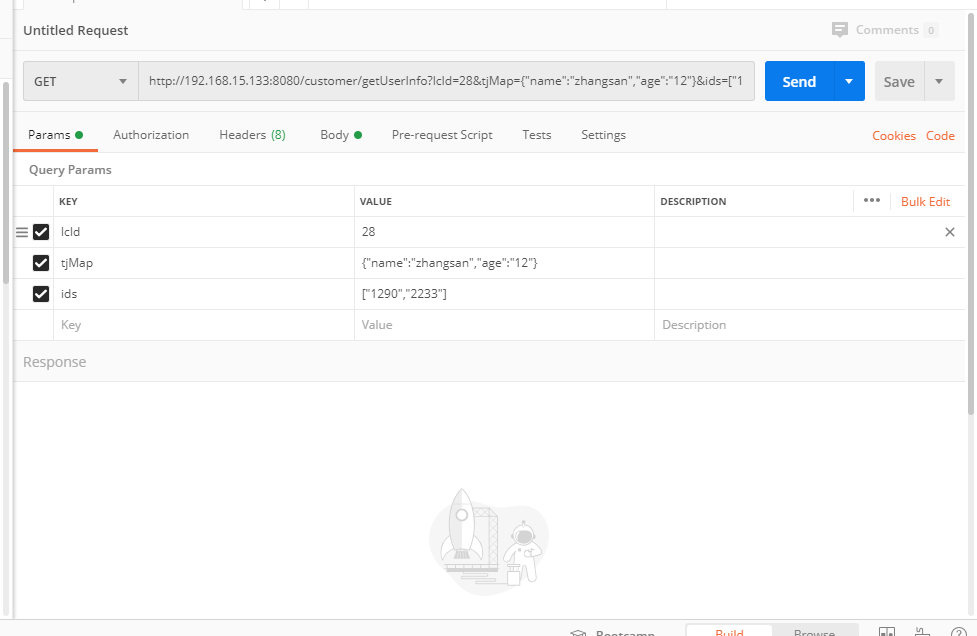 Untitled Request
Comments 0
GET http://192.168.15.133:8080/customer/getUserInfo?lcId=28&tjMap={"name":"zhangsan","age":"12"}&ids=["1 Send Save
Params Authorization Headers (8) Body Pre-request Script Tests Settings Cookies Code
Query Params
KEY VALUE DESCRIPTION ••• Bulk Edit
lcId 28
tjMap {"name":"zhangsan","age":"12"}
ids ["1290","2233"]
Key Value Description
Response
Bootcamp Build Browse